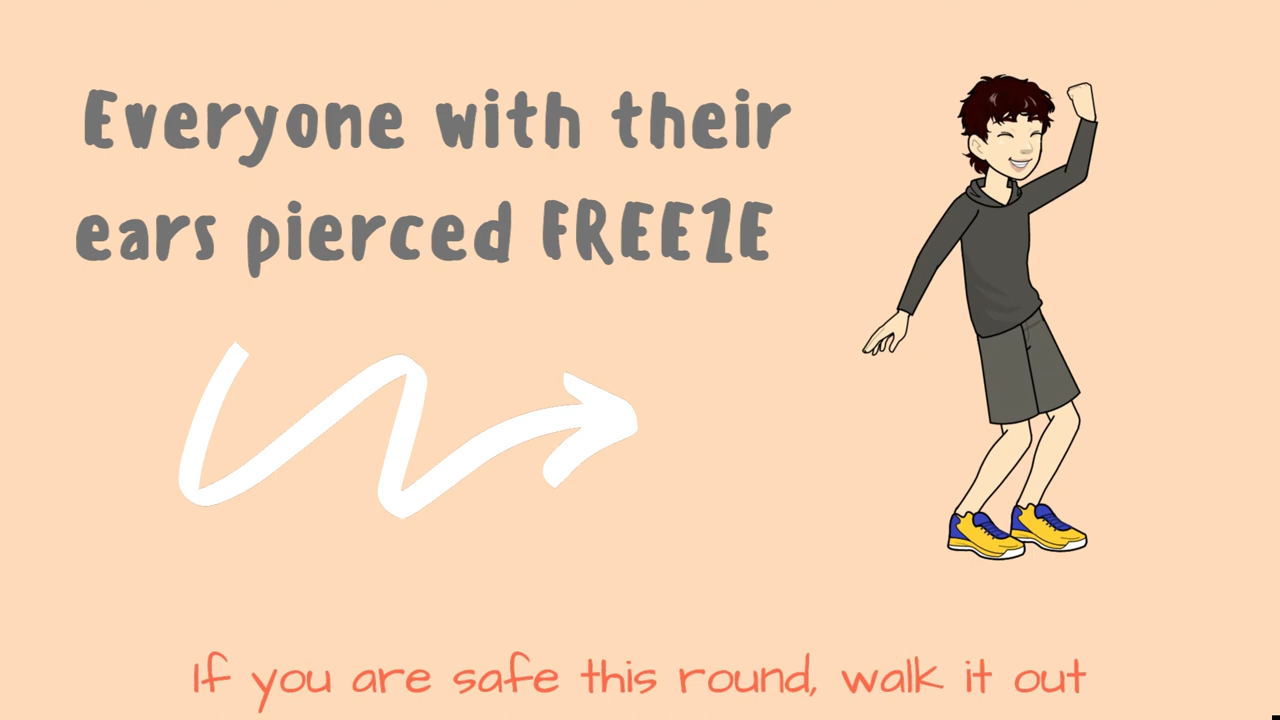 Everyone with their
ears pierced FREEZE
If you are safe this round, walk it out